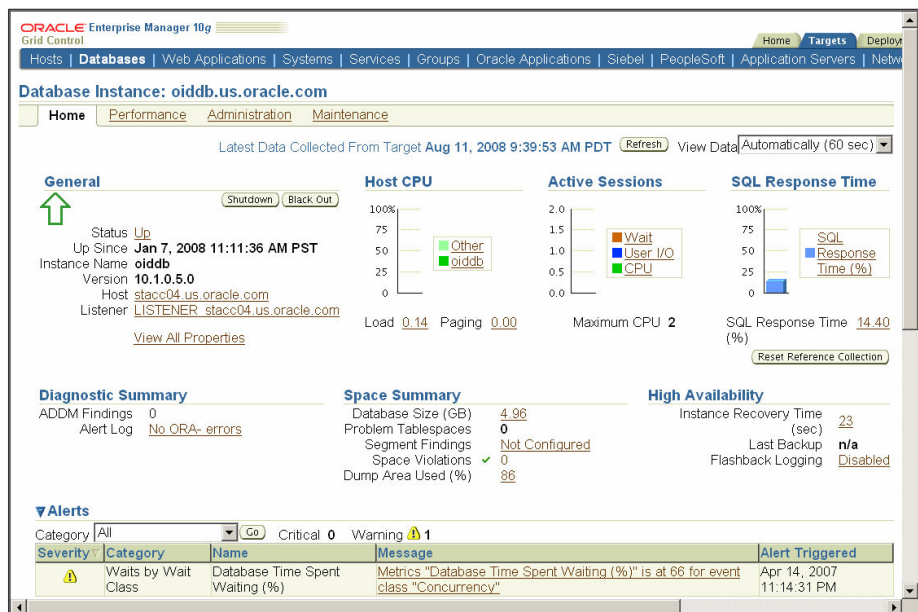 ORACLE Enterprise Manager 10g
Grid Control
Home Targets
Hosts | Databases | Web Applications | Systems | Services | Groups | Oracle Applications | Siebel | PeopleSoft | Application Servers |
Database Instance: oiddb.us.oracle.com
Home Performance Administration Maintenance
Latest Data Collected From Target Aug 11, 2008 9:39:53 AM PDT Refresh View Data Automatically (60 sec)
General
Shutdown Black Out
Status Up
Up Since Jan 7, 2008 11:11:36 AM PST
Instance Name oiddb
Version 10.1.0.5.0
Host stacc04.us.oracle.com
Listener LISTENER_stacc04.us.oracle.com
View All Properties
Host CPU
100%
75
50
25
0
Other
oiddb
Load 0.14 Paging 0.00
Active Sessions
2.0
1.5
1.0
0.5
0.0
Wait
User I/O
CPU
Maximum CPU 2
SQL Response Time
100%
75
50
25
0
SQL
Response
Time (%)
SQL Response Time 14.40
(%)
Reset Reference Collection
Diagnostic Summary
ADDM Findings 0
Alert Log No ORA- errors
Space Summary
Database Size (GB) 4.96
Problem Tablespaces 0
Segment Findings Not Configured
Space Violations 0
Dump Area Used (%) 86
High Availability
Instance Recovery Time
(sec) 23
Last Backup n/a
Flashback Logging Disabled
Alerts
Category All Go Critical 0 Warning 1
Severity Category Name Message Alert Triggered
Waits by Wait
Class
Database Time Spent
Waiting (%)
Metrics "Database Time Spent Waiting (%)" is at 66 for event
class "Concurrency"
Apr 14, 2007
11:14:31 PM